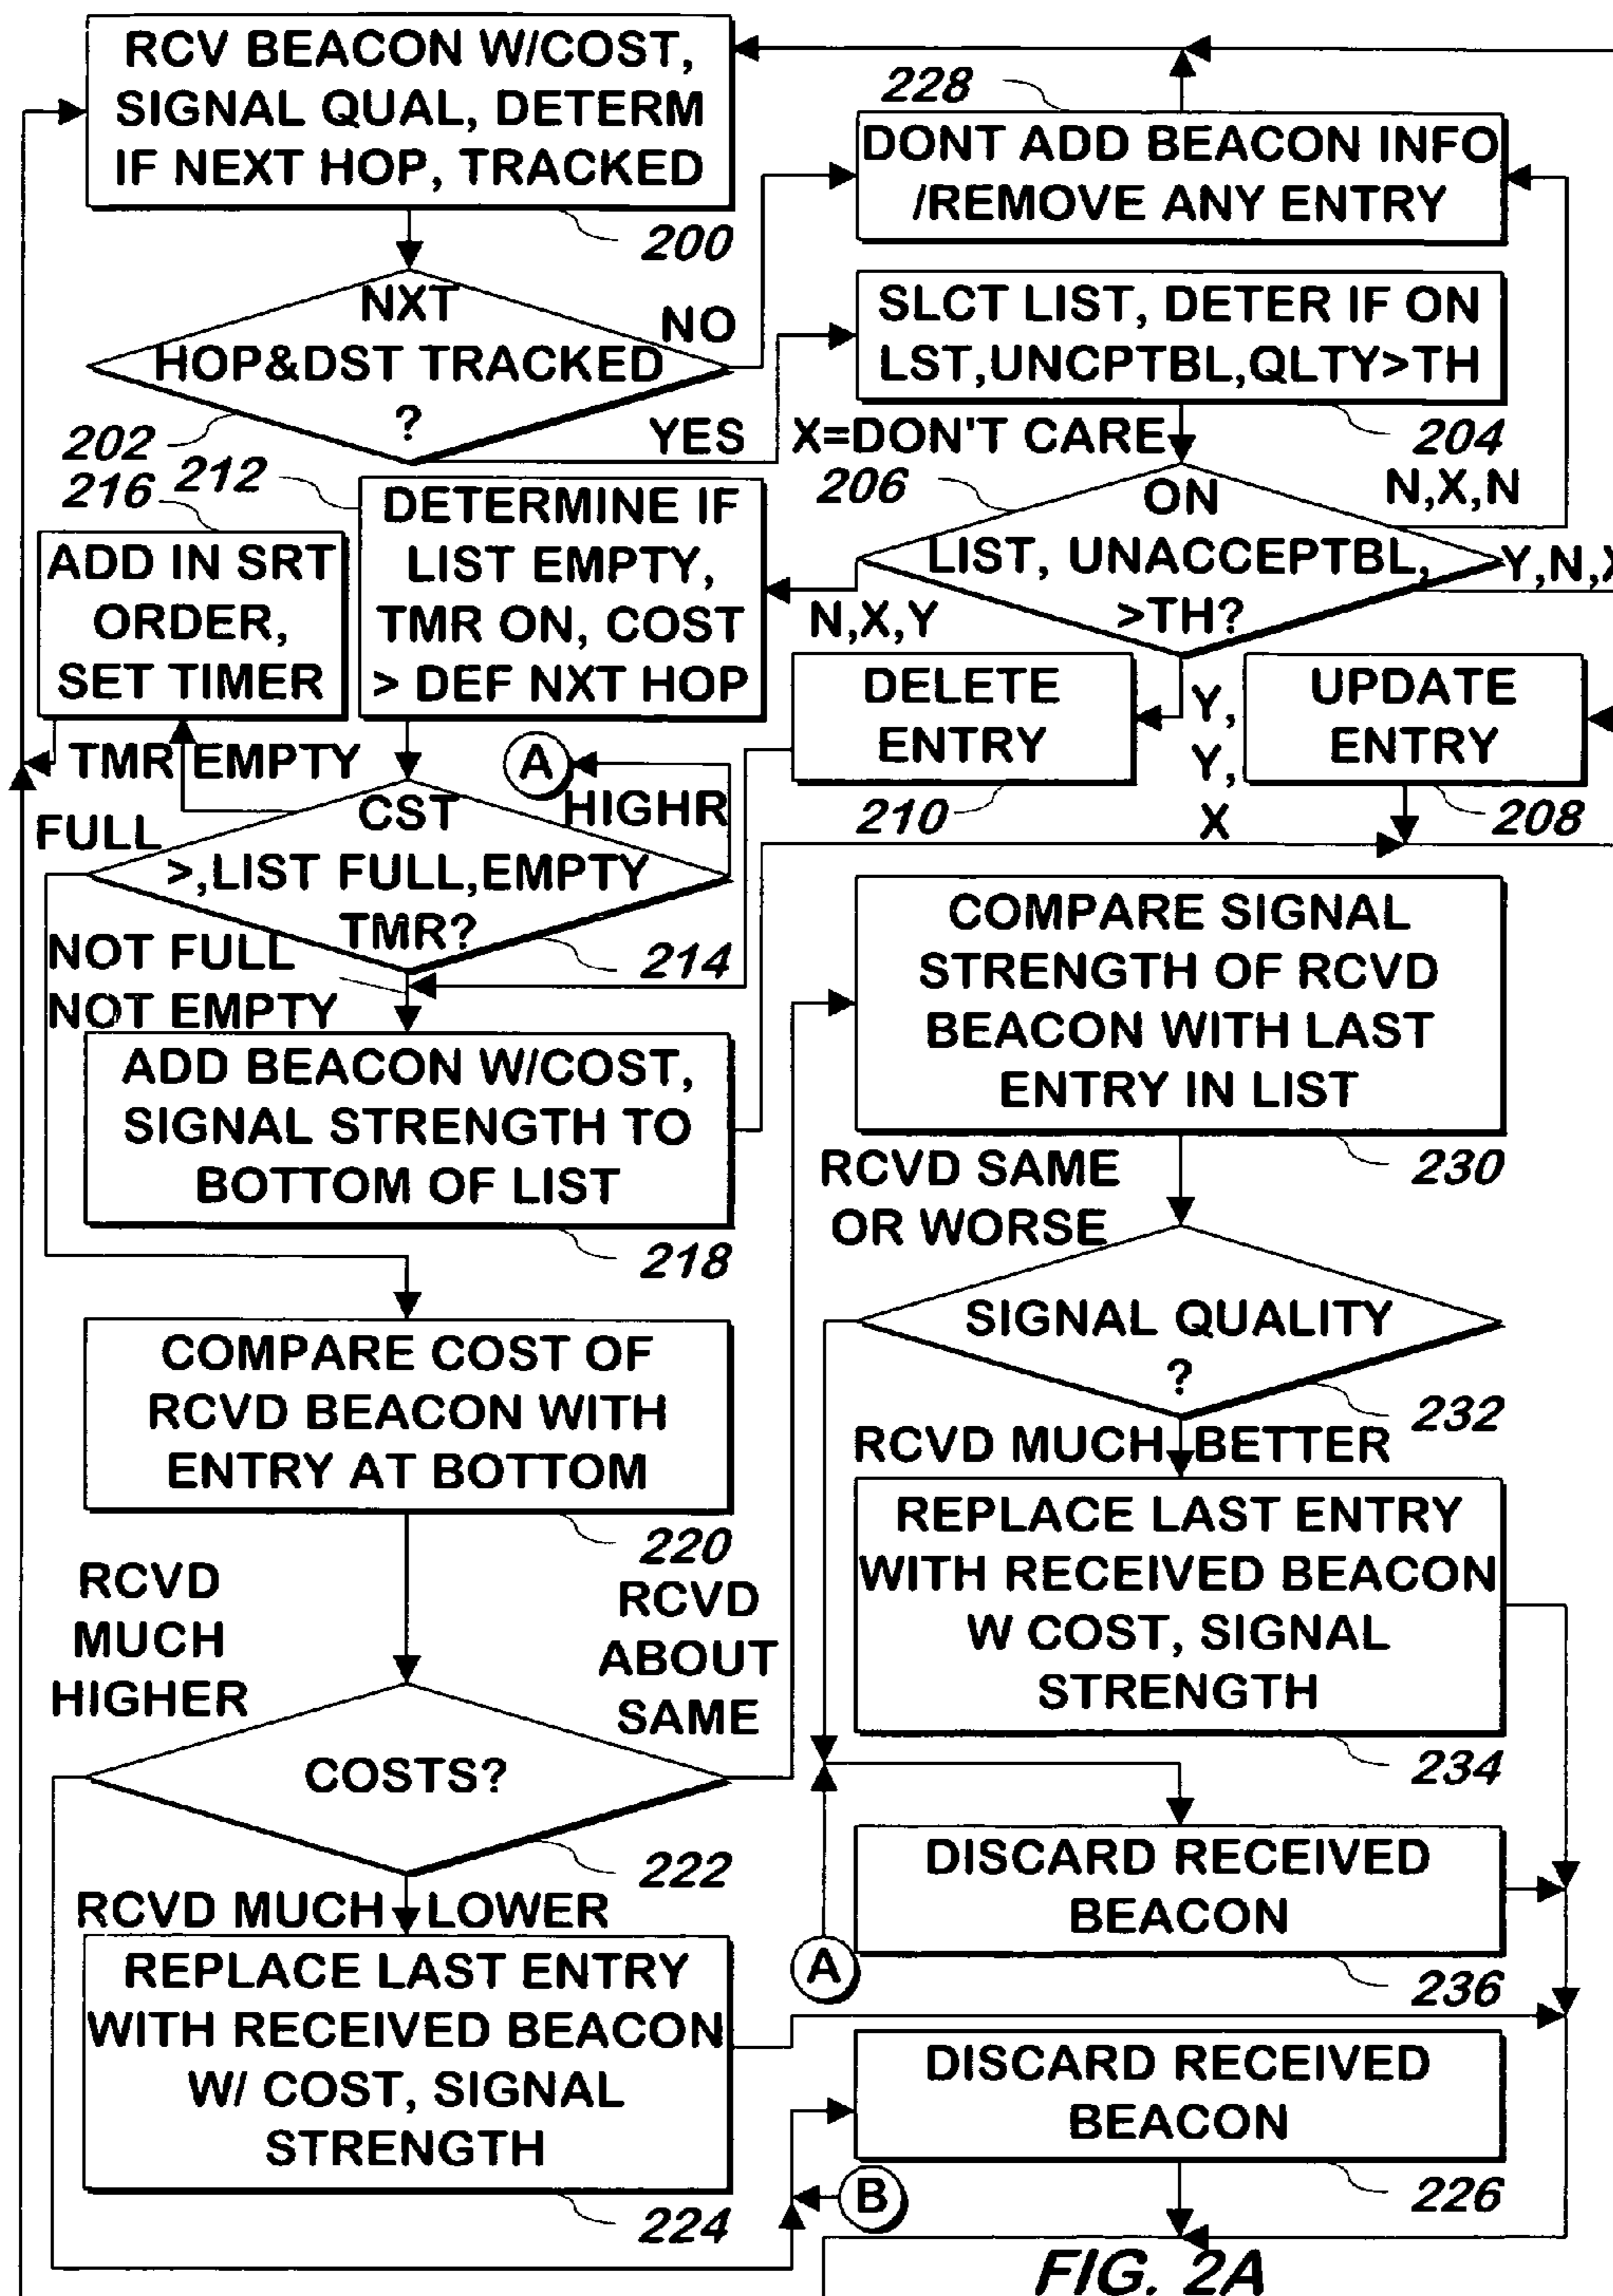 RCV BEACON W/COST,
SIGNAL QUAL, DETERM
IF NEXT HOP, TRACKED
200
228
DONT ADD BEACON INFO
/REMOVE ANY ENTRY
NXT
HOP&DST TRACKED
?
NO
YES
202
SLCT LIST, DETER IF ON
LST,UNCPTBL,QLTY>TH
204
X=DON'T CARE
206
ON
LIST, UNACCEPTBL,
>TH?
N,X,N
Y,N,X
N,X,Y
Y,
Y,
X
212
DETERMINE IF
LIST EMPTY,
TMR ON, COST
> DEF NXT HOP
216
ADD IN SRT
ORDER,
SET TIMER
DELETE
ENTRY
210
UPDATE
ENTRY
208
TMR EMPTY
A
HIGHR
FULL
CST
>,LIST FULL,EMPTY
TMR?
214
NOT FULL
NOT EMPTY
ADD BEACON W/COST,
SIGNAL STRENGTH TO
BOTTOM OF LIST
218
COMPARE SIGNAL
STRENGTH OF RCVD
BEACON WITH LAST
ENTRY IN LIST
230
RCVD SAME
OR WORSE
SIGNAL QUALITY
?
232
RCVD MUCH BETTER
COMPARE COST OF
RCVD BEACON WITH
ENTRY AT BOTTOM
220
REPLACE LAST ENTRY
WITH RECEIVED BEACON
W COST, SIGNAL
STRENGTH
234
RCVD
MUCH
HIGHER
RCVD
ABOUT
SAME
COSTS?
222
RCVD MUCH LOWER
DISCARD RECEIVED
BEACON
236
A
REPLACE LAST ENTRY
WITH RECEIVED BEACON
W/ COST, SIGNAL
STRENGTH
224
DISCARD RECEIVED
BEACON
226
B
FIG. 2A